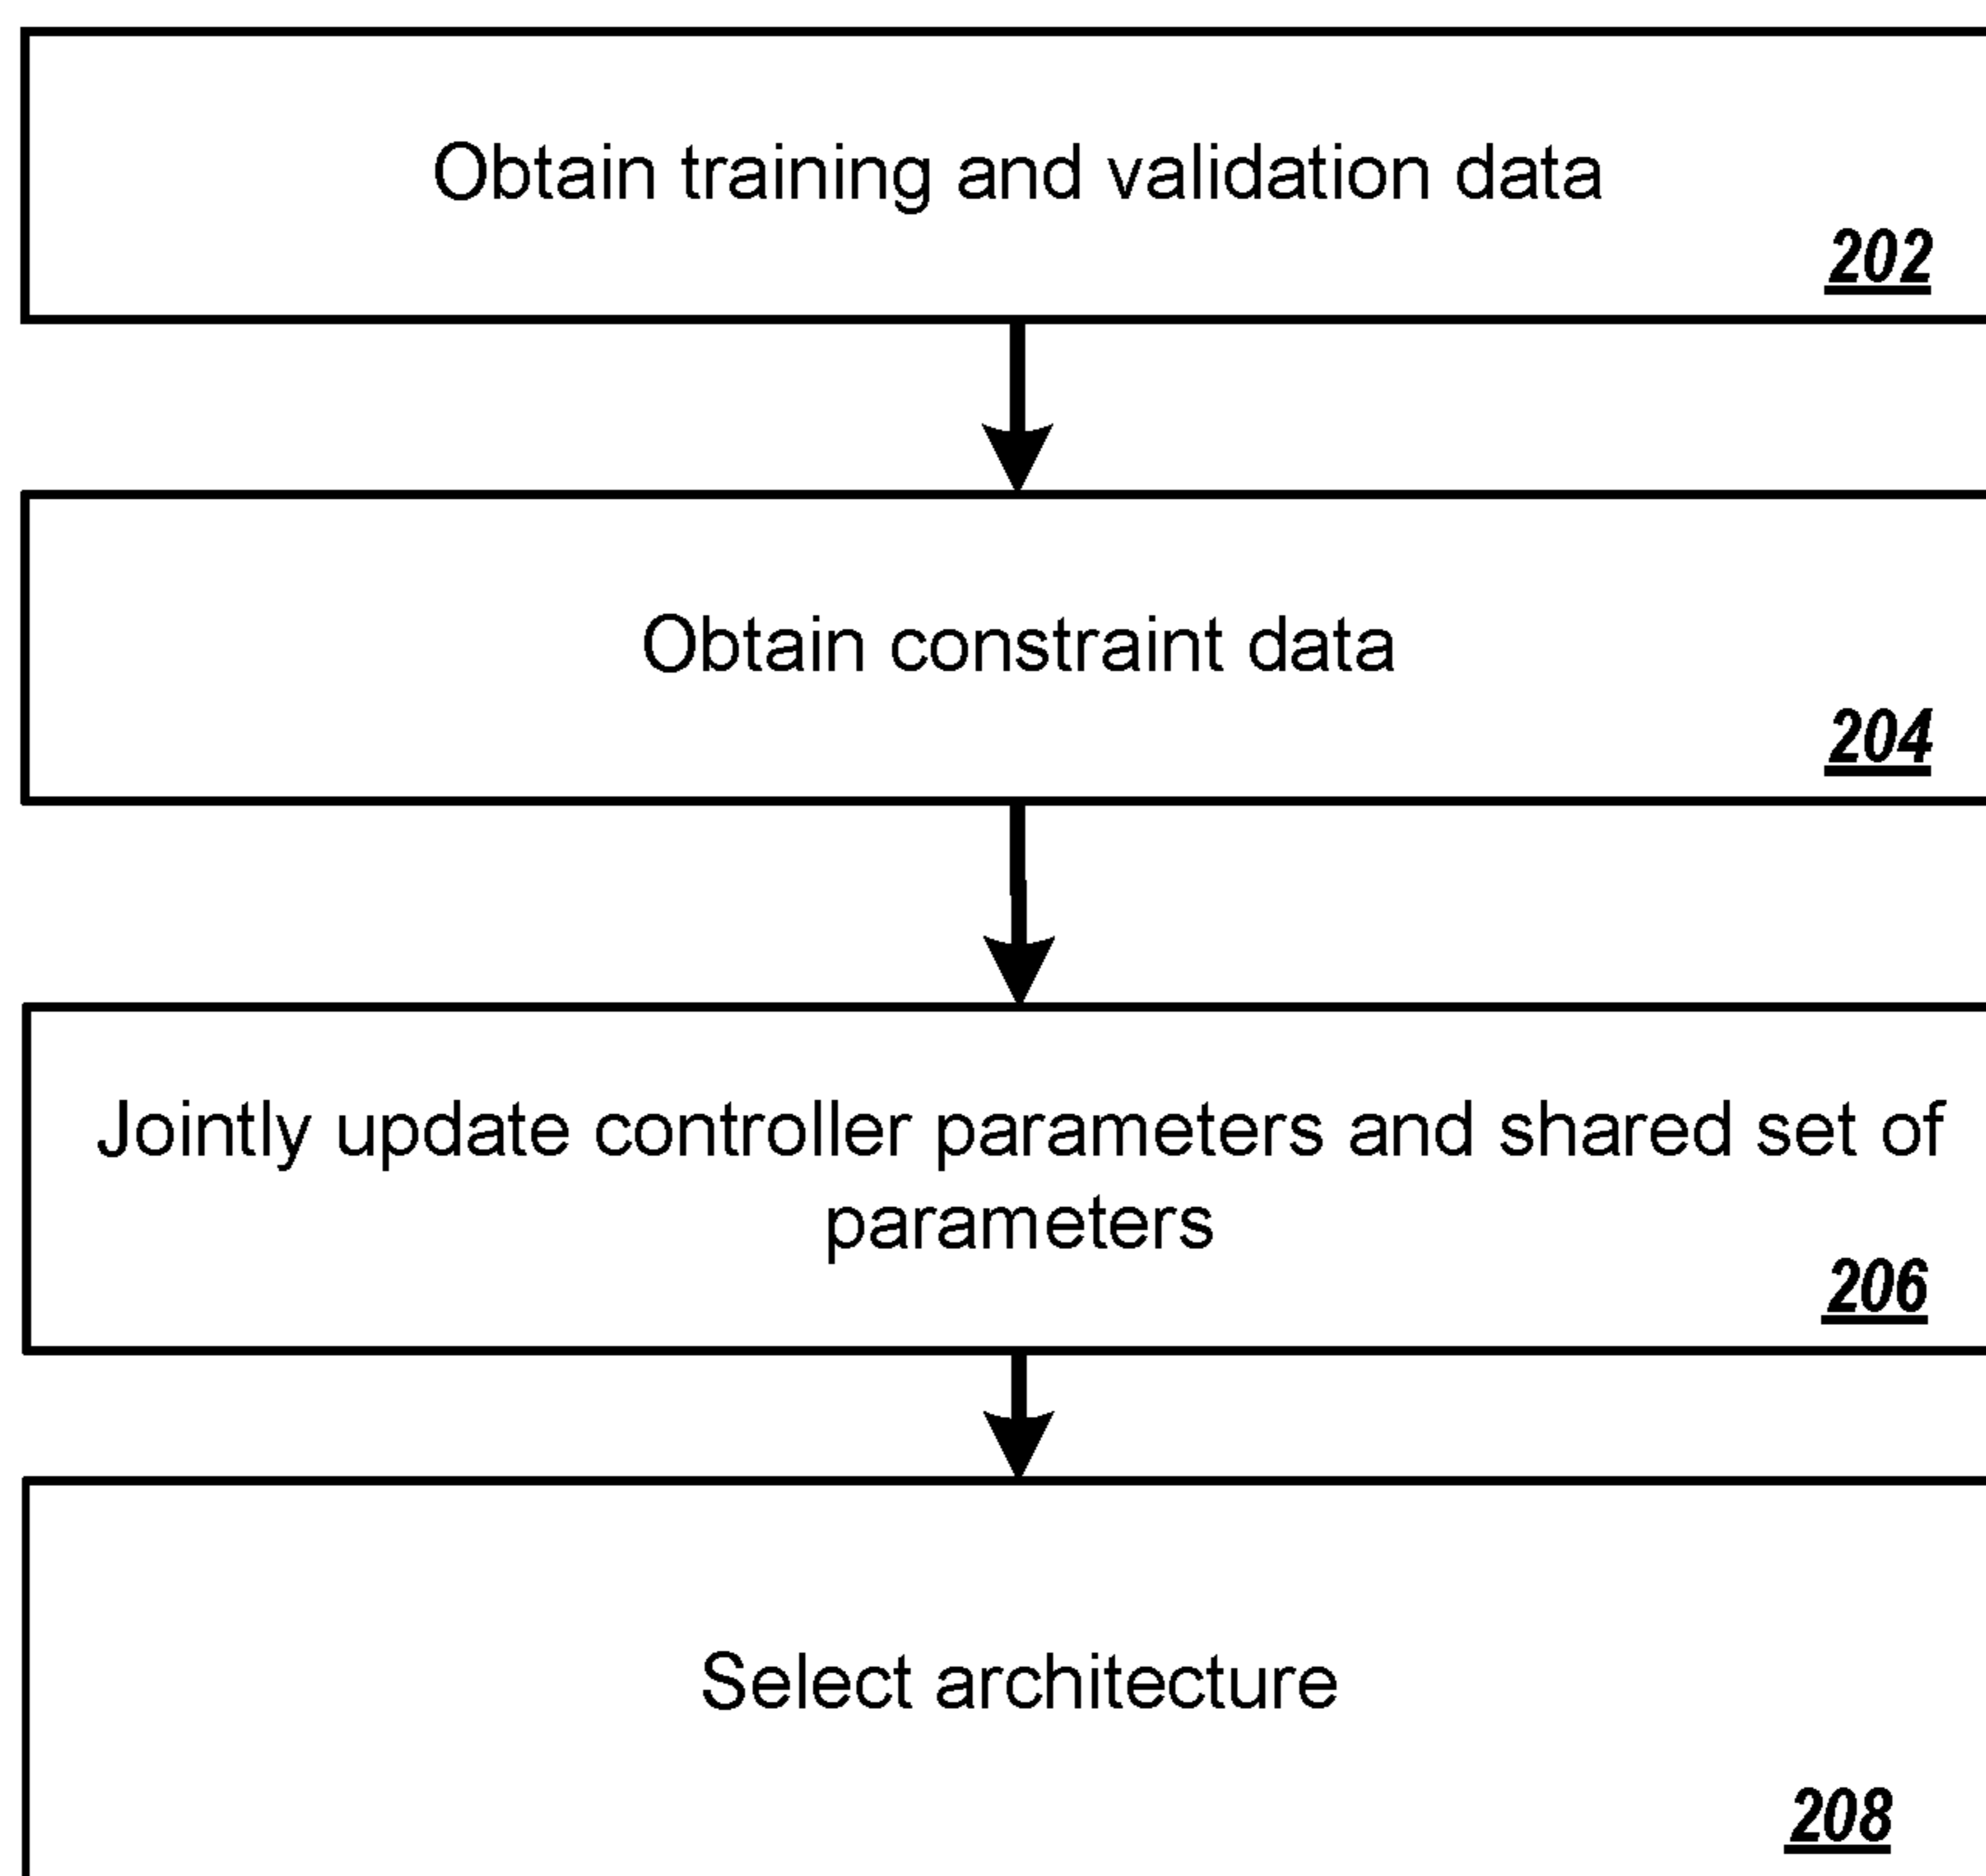 Obtain training and validation data
202
Obtain constraint data
204
Jointly update controller parameters and shared set of
parameters
206
Select architecture
208